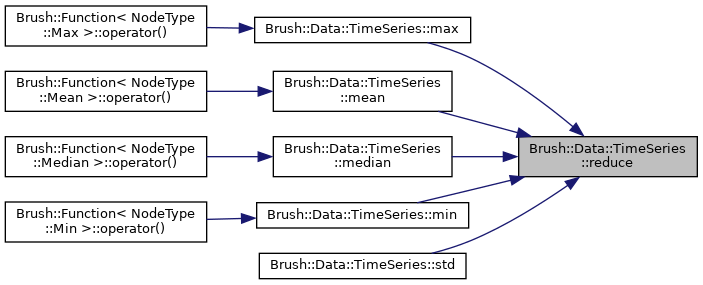 Brush::Function< NodeType
::Max >::operator()
Brush::Data::TimeSeries::max
Brush::Function< NodeType
::Mean >::operator()
Brush::Data::TimeSeries
::mean
Brush::Function< NodeType
::Median >::operator()
Brush::Data::TimeSeries
::median
Brush::Data::TimeSeries
::reduce
Brush::Function< NodeType
::Min >::operator()
Brush::Data::TimeSeries::min
Brush::Data::TimeSeries::std